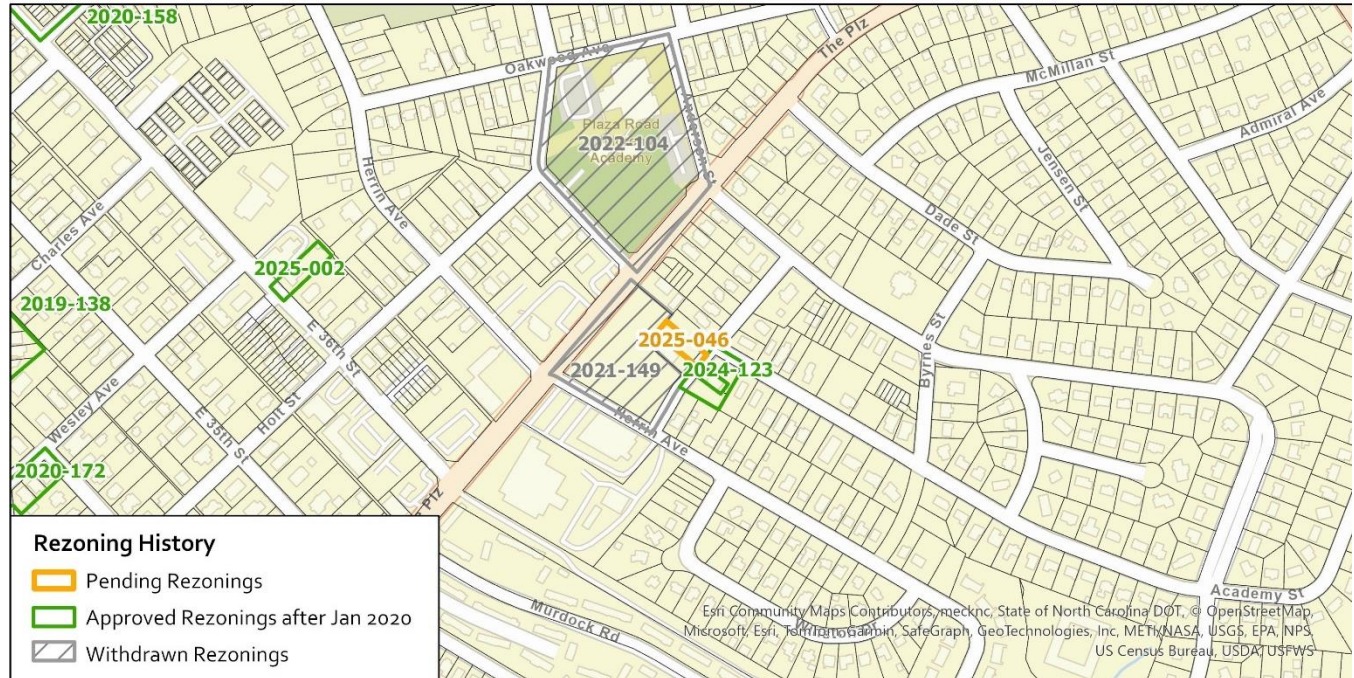 2020-158
The Plz
Oakwood Ave
McMillan St
Anderson St
Admiral Ave
Plaza Road
2022-104
Academy
Jensen St
Herrin Ave
Charles Ave
Dade St
2025-002
2019-138
2025-046
2021-149
2024-123
E 36th St
Byrnes St
Herrin Ave
Holt St
Wesley Ave
E 35th St
2020-172
Plz
Rezoning History
Pending Rezonings
Approved Rezonings after Jan 2020
Withdrawn Rezonings
Murdock Rd
Academy St
Esri Community Maps Contributors, mecknc, State of North Carolina DOT, © OpenStreetMap,
Microsoft, Esri, TomTom, Garmin, SafeGraph, GeoTechnologies, Inc, METI/NASA, USGS, EPA, NPS,
US Census Bureau, USDA, USFWS